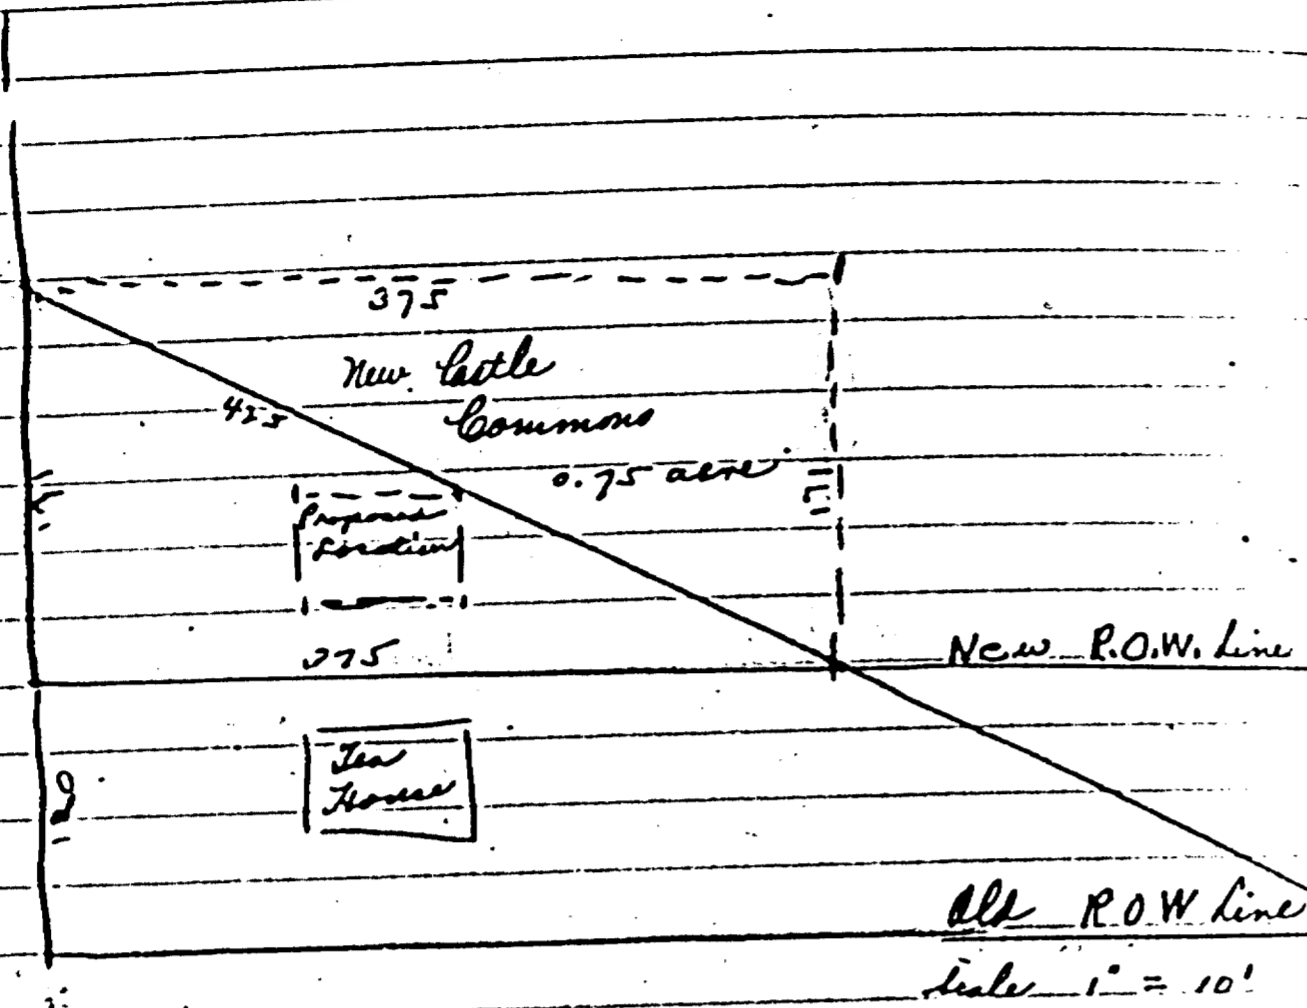 375
New Castle
Commons
425
0.75 acre
Proposed
Location
375
New R.O.W. Line
Tea
House
Old R.O.W Line
Scale 1" = 10'